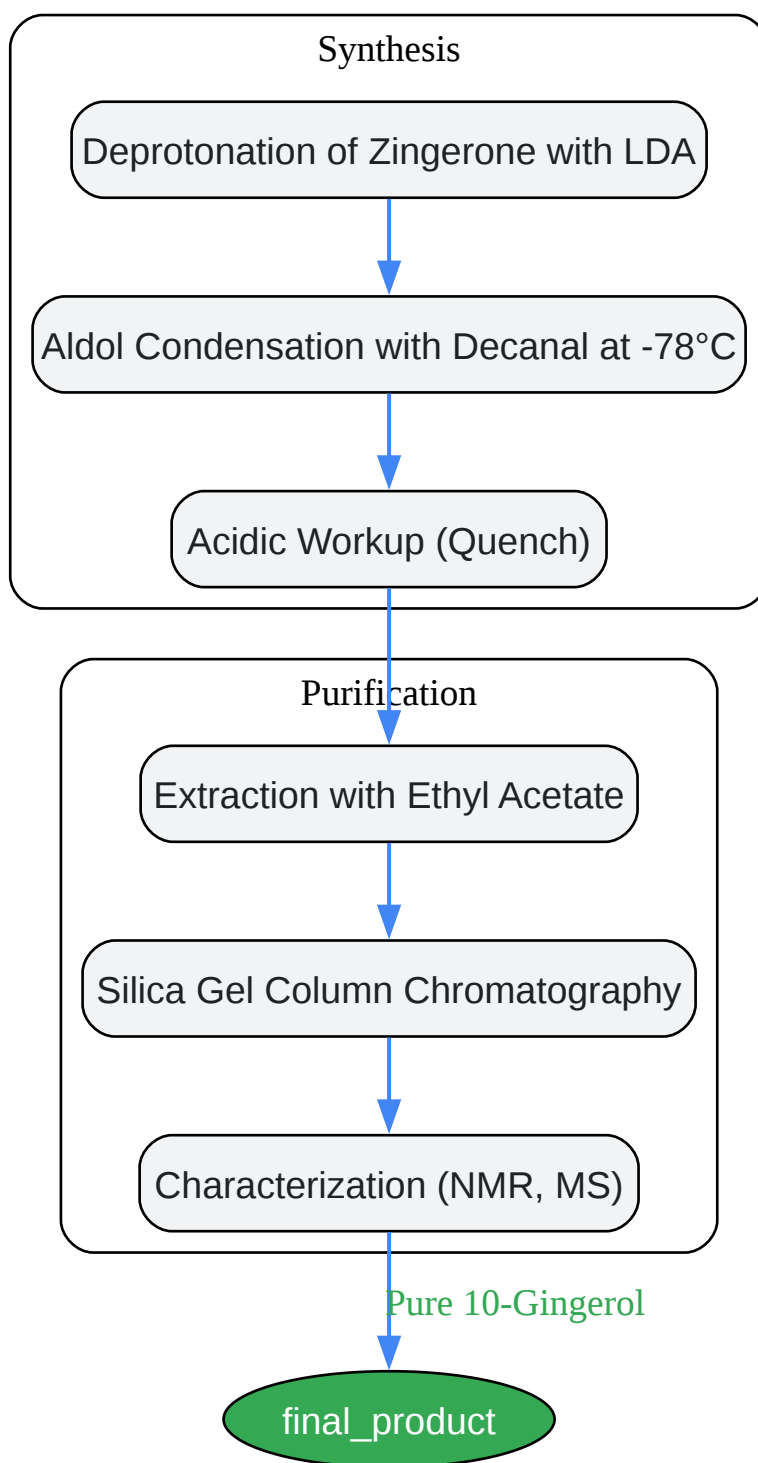 Synthesis
Deprotonation of Zingerone with LDA
Aldol Condensation with Decanal at -78°C
Acidic Workup (Quench)
Purification
Extraction with Ethyl Acetate
Silica Gel Column Chromatography
Characterization (NMR, MS)
Pure 10-Gingerol
final_product